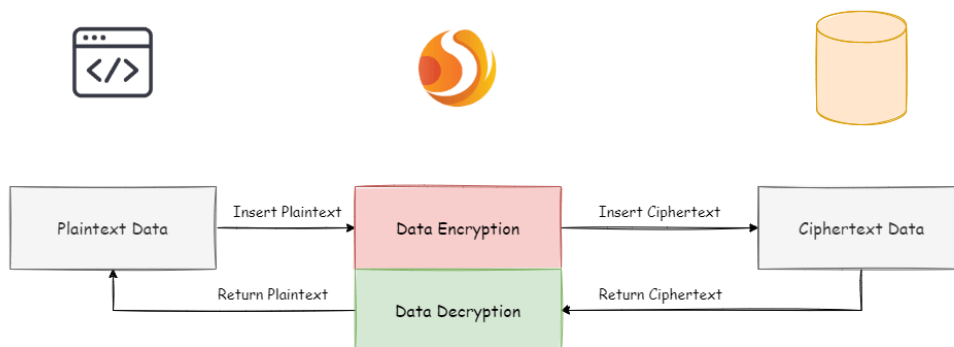 </>
Insert Plaintext
Insert Ciphertext
Plaintext Data
Data Encryption
Ciphertext Data
Return Plaintext
Return Ciphertext
Data Decryption